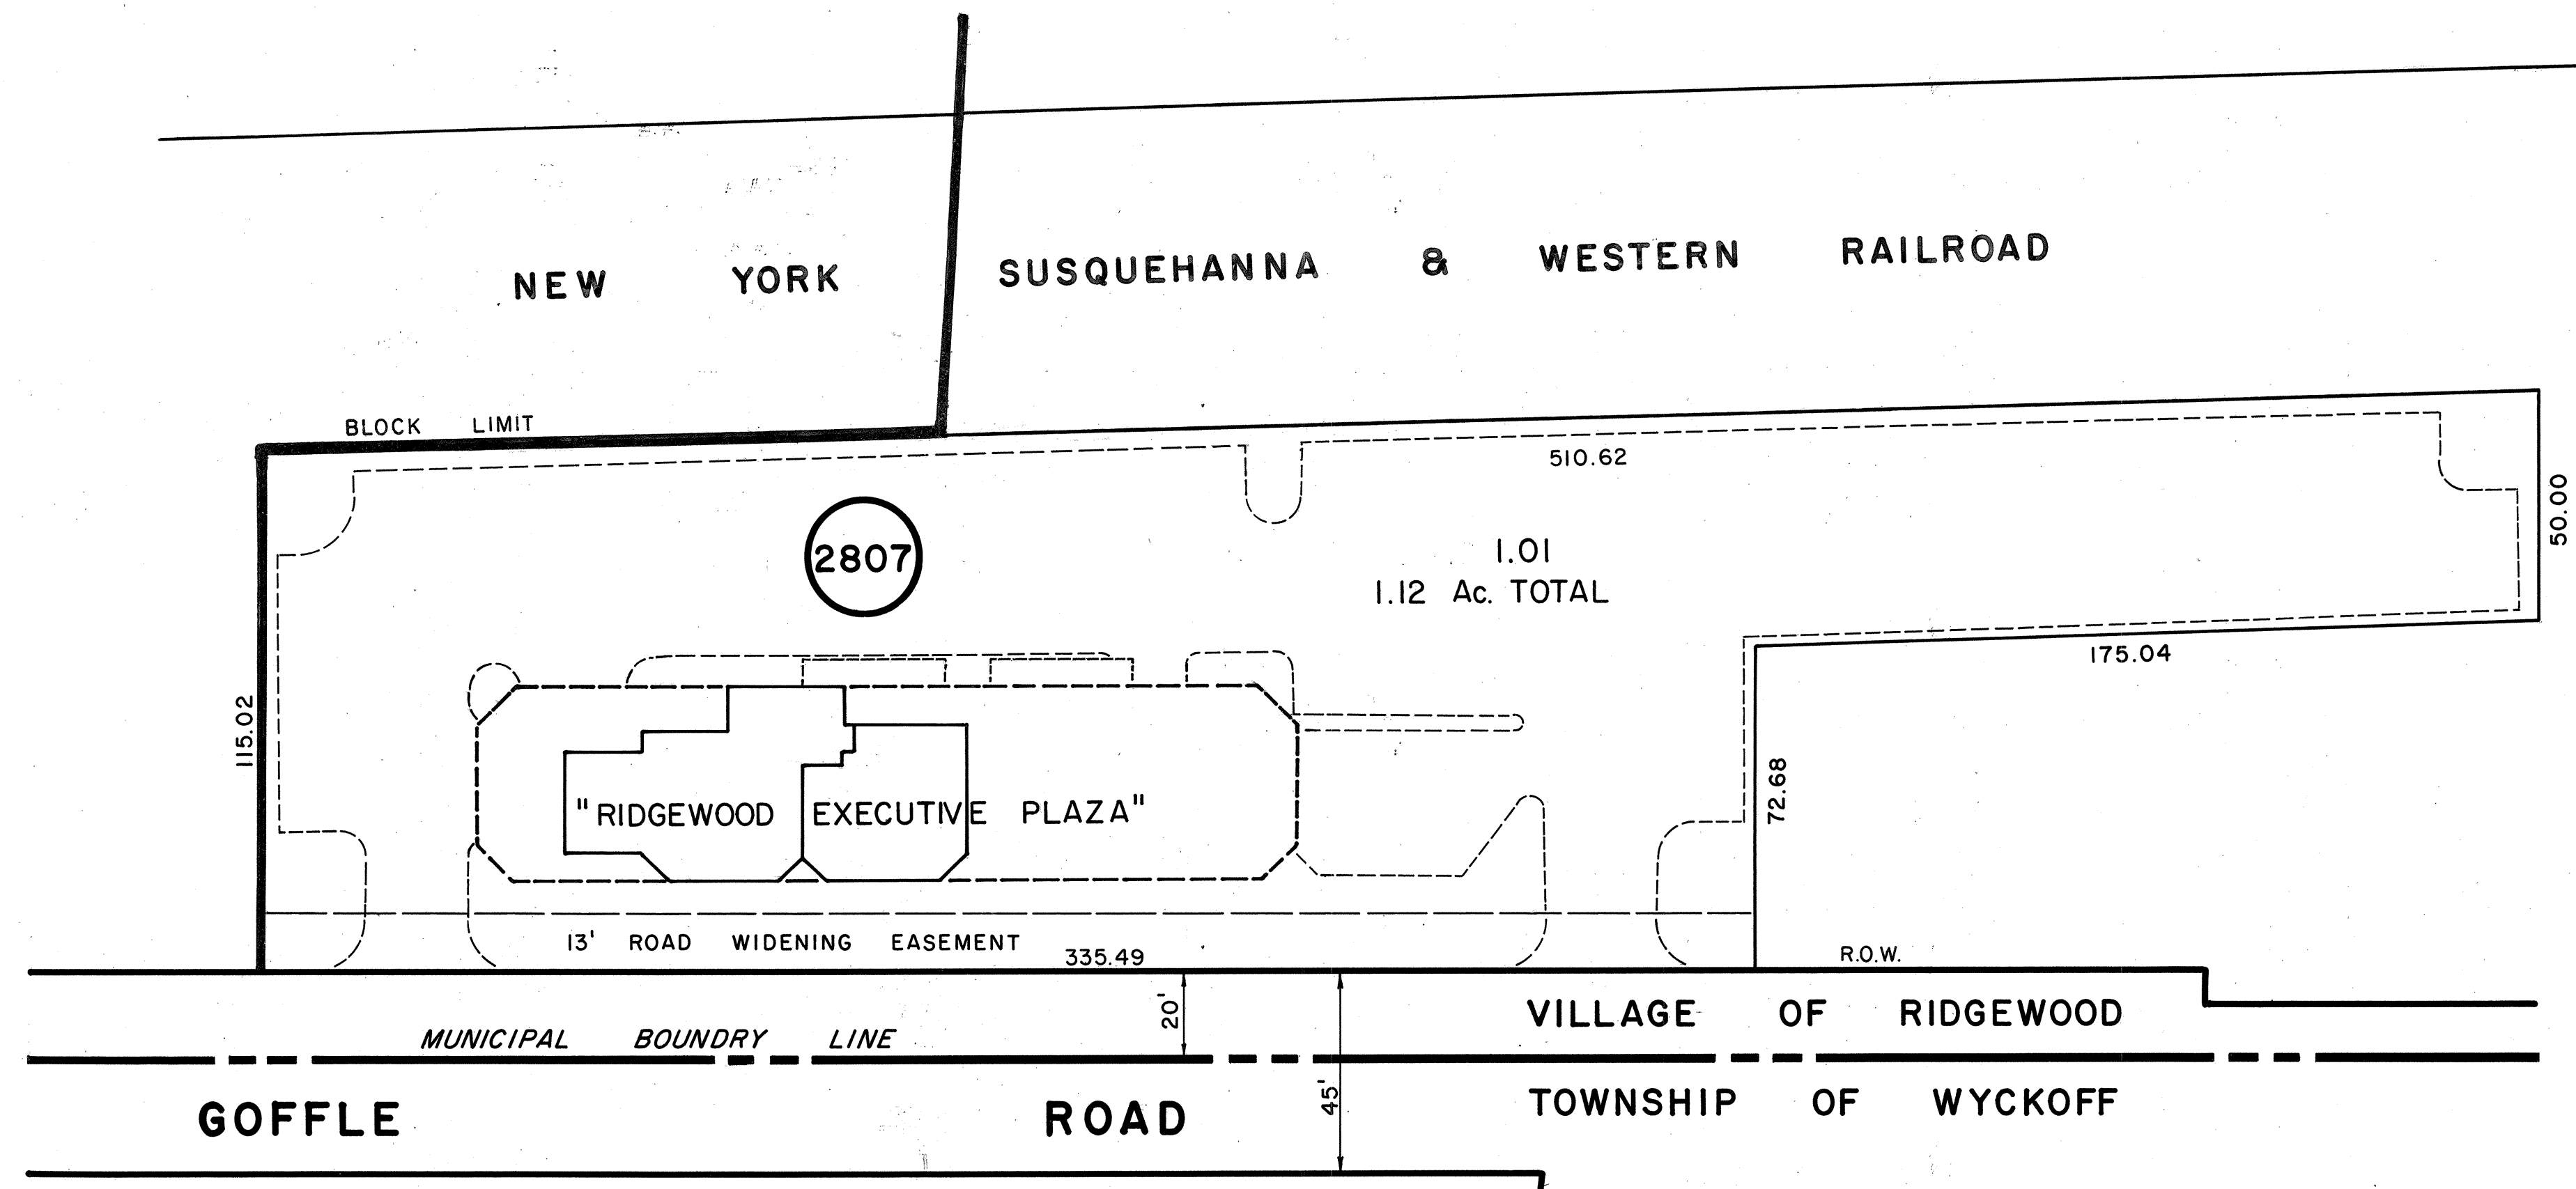 NEW YORK SUSQUEHANNA & WESTERN RAILROAD
BLOCK LIMIT
510.62
50.00
2807
1.01
1.12 Ac. TOTAL
175.04
115.02
72.68
"RIDGEWOOD EXECUTIVE PLAZA"
13' ROAD WIDENING EASEMENT
335.49
R.O.W.
20'
VILLAGE OF RIDGEWOOD
MUNICIPAL BOUNDRY LINE
45'
TOWNSHIP OF WYCKOFF
GOFFLE ROAD